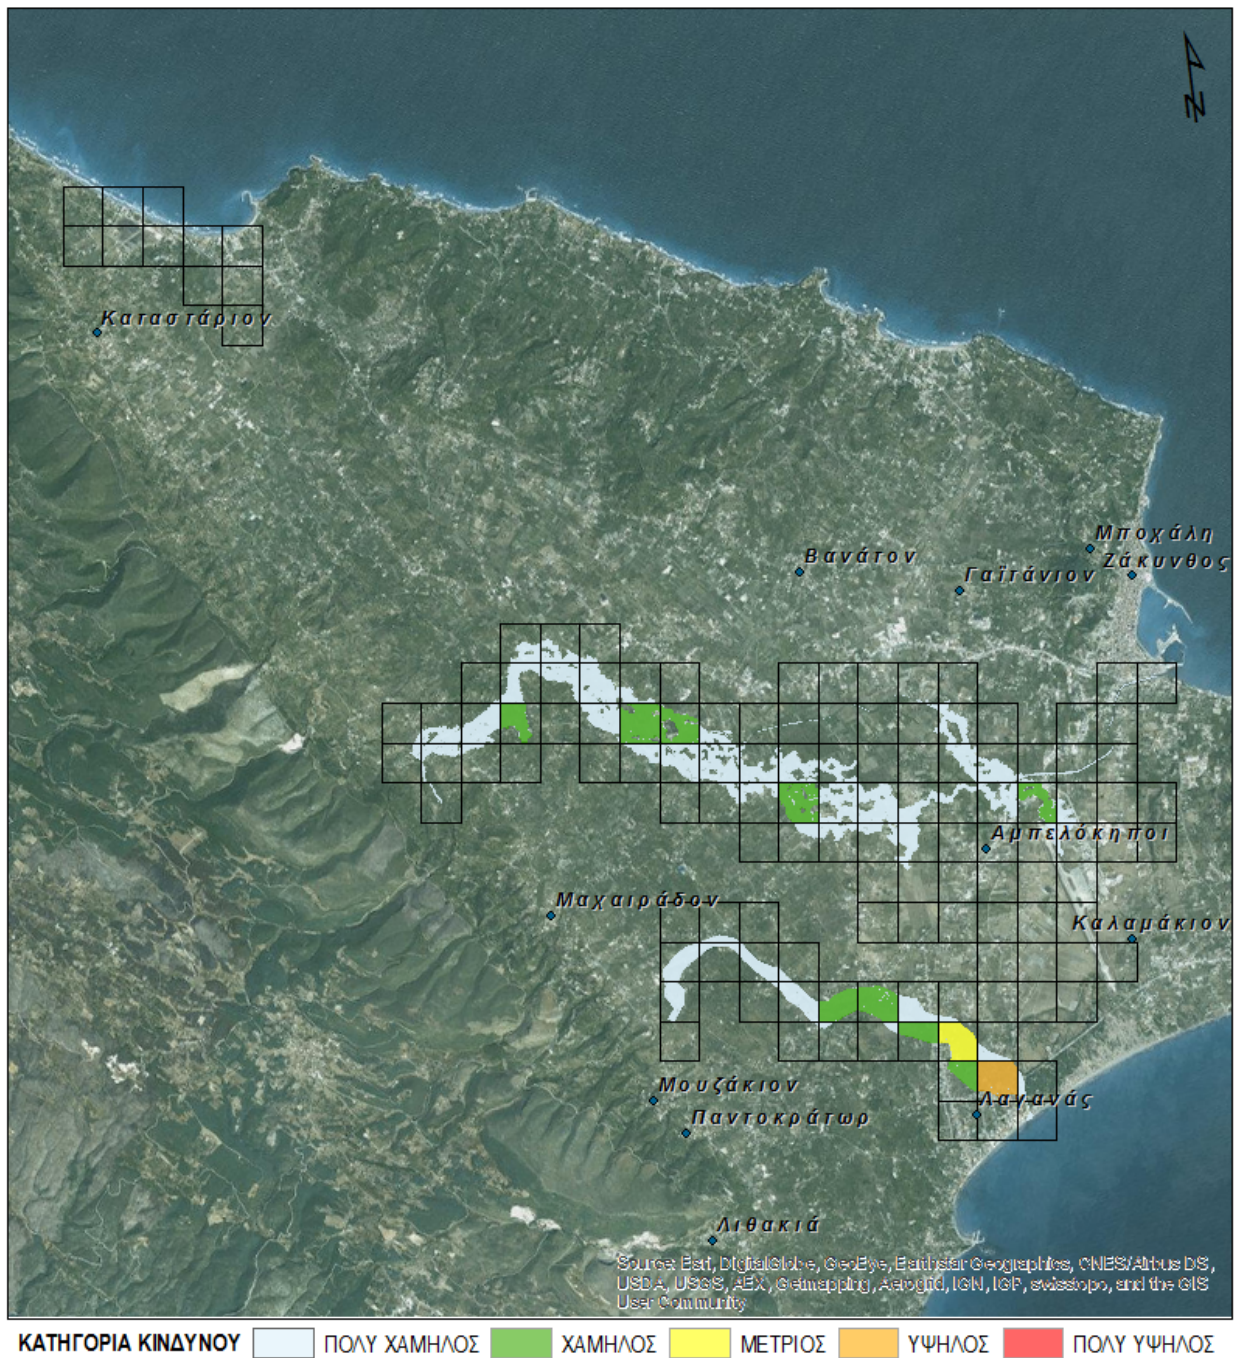 N
Καταστάριον
Μποχάλη
Βανάτον
Ζάκυνθος
Γαϊτάνιον
Αμπελόκηποι
Μαχαιράδον
Καλαμάκιον
Μουζάκιον
Λαγανάς
Παντοκράτωρ
Λιθακιά
Source: Esri, DigitalGlobe, GeoEye, Earthstar Geographics, CNES/Airbus DS,
USDA, USGS, AEX, Getmapping, Aerogrid, IGN, IGP, swisstopo, and the GIS
User Community
ΚΑΤΗΓΟΡΙΑ ΚΙΝΔΥΝΟΥ ΠΟΛΥ ΧΑΜΗΛΟΣ ΧΑΜΗΛΟΣ ΜΕΤΡΙΟΣ ΥΨΗΛΟΣ ΠΟΛΥ ΥΨΗΛΟΣ